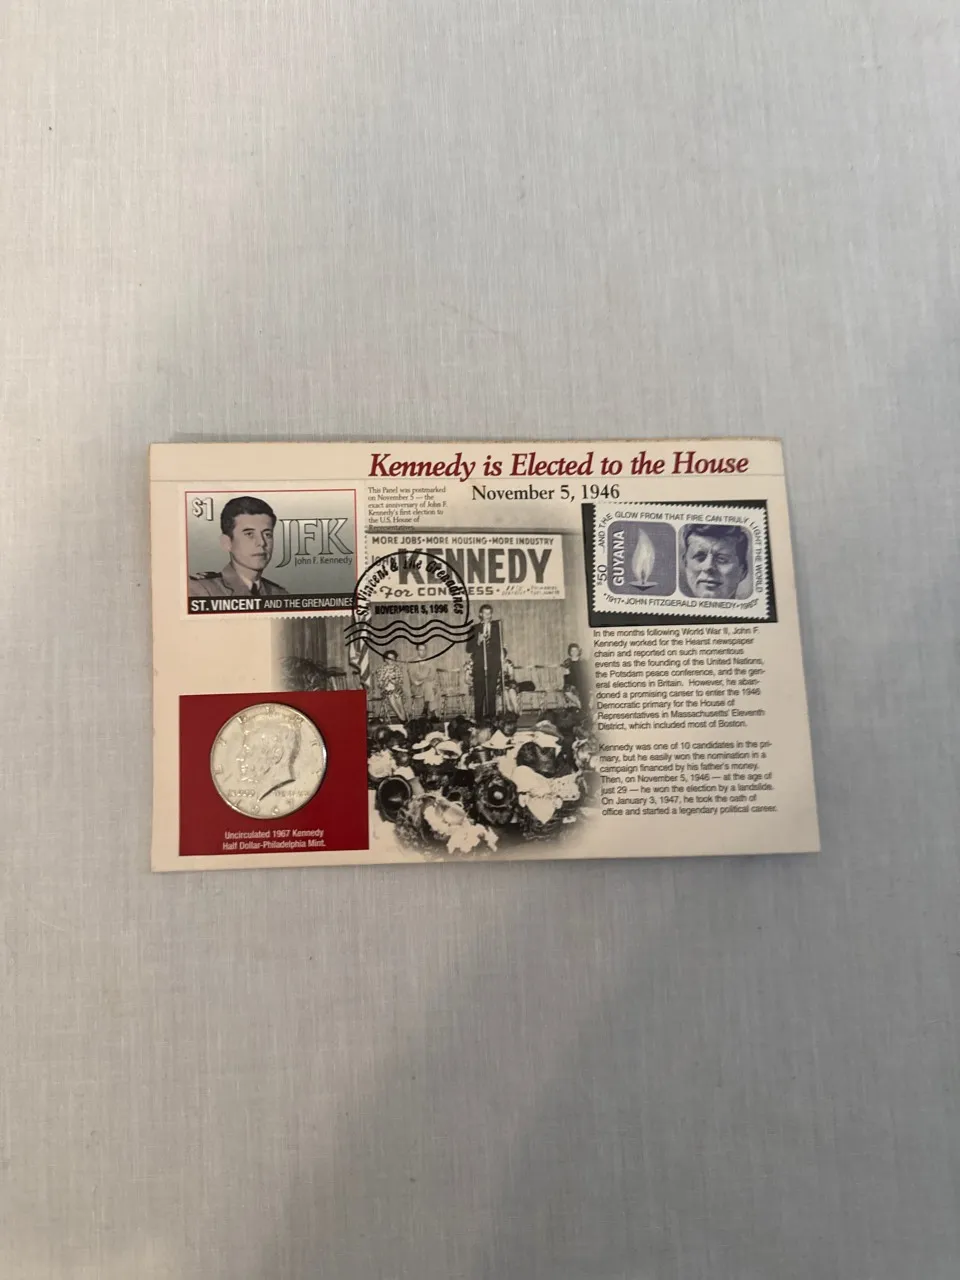 Kennedy is Elected to the House
November 5, 1946
This Panel was postmarked
on November 5 — the
exact anniversary of John F.
Kennedy's first election to
the U.S. House of
Representatives.
$1
JFK
John F. Kennedy
ST. VINCENT AND THE GRENADINES
MORE JOBS • MORE HOUSING • MORE INDUSTRY
KENNEDY
For CONGRESS
St. Vincent & The Grenadines
NOVEMBER 5, 1996
AND THE GLOW FROM THAT FIRE CAN TRULY LIGHT THE WORLD
$50 GUYANA
1917 • JOHN FITZGERALD KENNEDY • 1963
In the months following World War II, John F.
Kennedy worked for the Hearst newspaper
chain and reported on such momentous
events as the founding of the United Nations,
the Potsdam peace conference, and the gen-
eral elections in Britain. However, he aban-
doned a promising career to enter the 1946
Democratic primary for the House of
Representatives in Massachusetts' Eleventh
District, which included most of Boston.
Kennedy was one of 10 candidates in the pri-
mary, but he easily won the nomination in a
campaign financed by his father's money.
Then, on November 5, 1946 — at the age of
just 29 — he won the election by a landslide.
On January 3, 1947, he took the oath of
office and started a legendary political career.
Uncirculated 1967 Kennedy
Half Dollar-Philadelphia Mint.